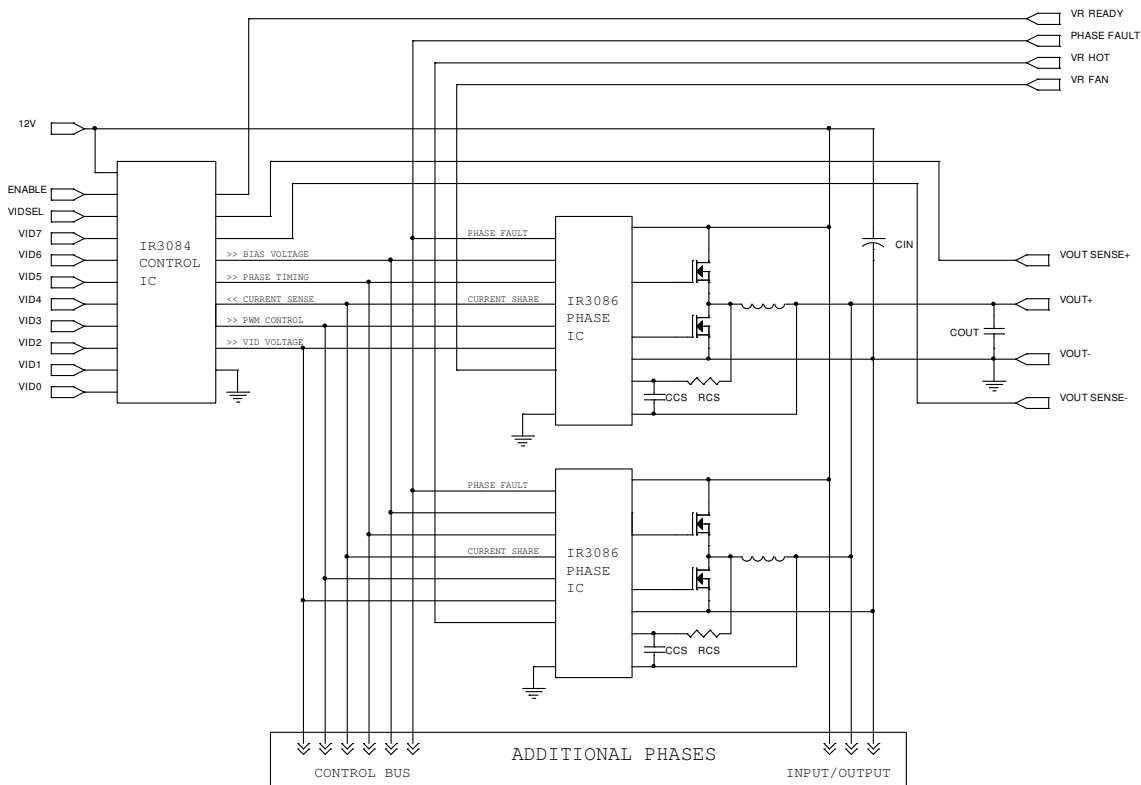 VR READY
PHASE FAULT
VR HOT
VR FAN
12V
ENABLE
VIDSEL
VID7
VID6
VID5
VID4
VID3
VID2
VID1
VID0
IR3084
CONTROL
IC
>> BIAS VOLTAGE
>> PHASE TIMING
<< CURRENT SENSE
>> PWM CONTROL
>> VID VOLTAGE
PHASE FAULT
CURRENT SHARE
IR3086
PHASE
IC
CCS RCS
CIN
COUT
VOUT SENSE+
VOUT+
VOUT-
VOUT SENSE-
PHASE FAULT
CURRENT SHARE
IR3086
PHASE
IC
CCS RCS
ADDITIONAL PHASES
CONTROL BUS
INPUT/OUTPUT